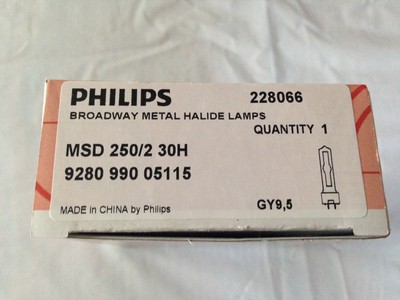 PHILIPS 228066
BROADWAY METAL HALIDE LAMPS
QUANTITY 1
MSD 250/2 30H
9280 990 05115
MADE in CHINA by Philips GY9,5